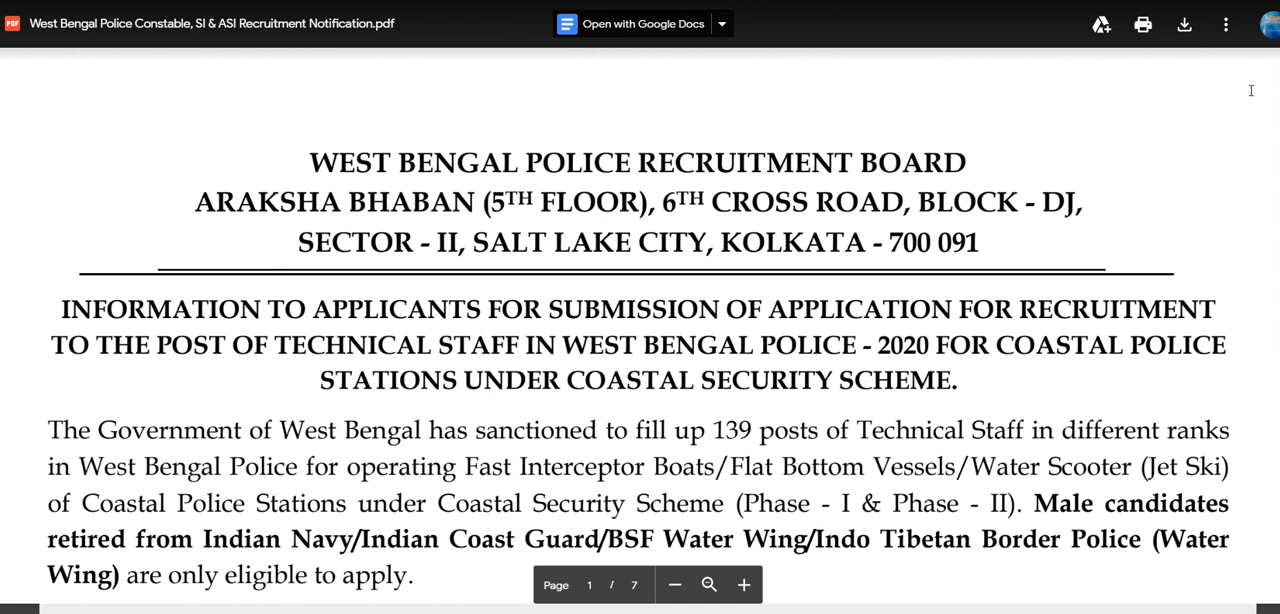 PDF West Bengal Police Constable, SI & ASI Recruitment Notification.pdf Open with Google Docs
WEST BENGAL POLICE RECRUITMENT BOARD
ARAKSHA BHABAN (5TH FLOOR), 6TH CROSS ROAD, BLOCK - DJ,
SECTOR - II, SALT LAKE CITY, KOLKATA - 700 091
INFORMATION TO APPLICANTS FOR SUBMISSION OF APPLICATION FOR RECRUITMENT
TO THE POST OF TECHNICAL STAFF IN WEST BENGAL POLICE - 2020 FOR COASTAL POLICE
STATIONS UNDER COASTAL SECURITY SCHEME.
The Government of West Bengal has sanctioned to fill up 139 posts of Technical Staff in different ranks
in West Bengal Police for operating Fast Interceptor Boats/Flat Bottom Vessels/Water Scooter (Jet Ski)
of Coastal Police Stations under Coastal Security Scheme (Phase - I & Phase - II). Male candidates
retired from Indian Navy/Indian Coast Guard/BSF Water Wing/Indo Tibetan Border Police (Water
Wing) are only eligible to apply.
Page 1 / 7